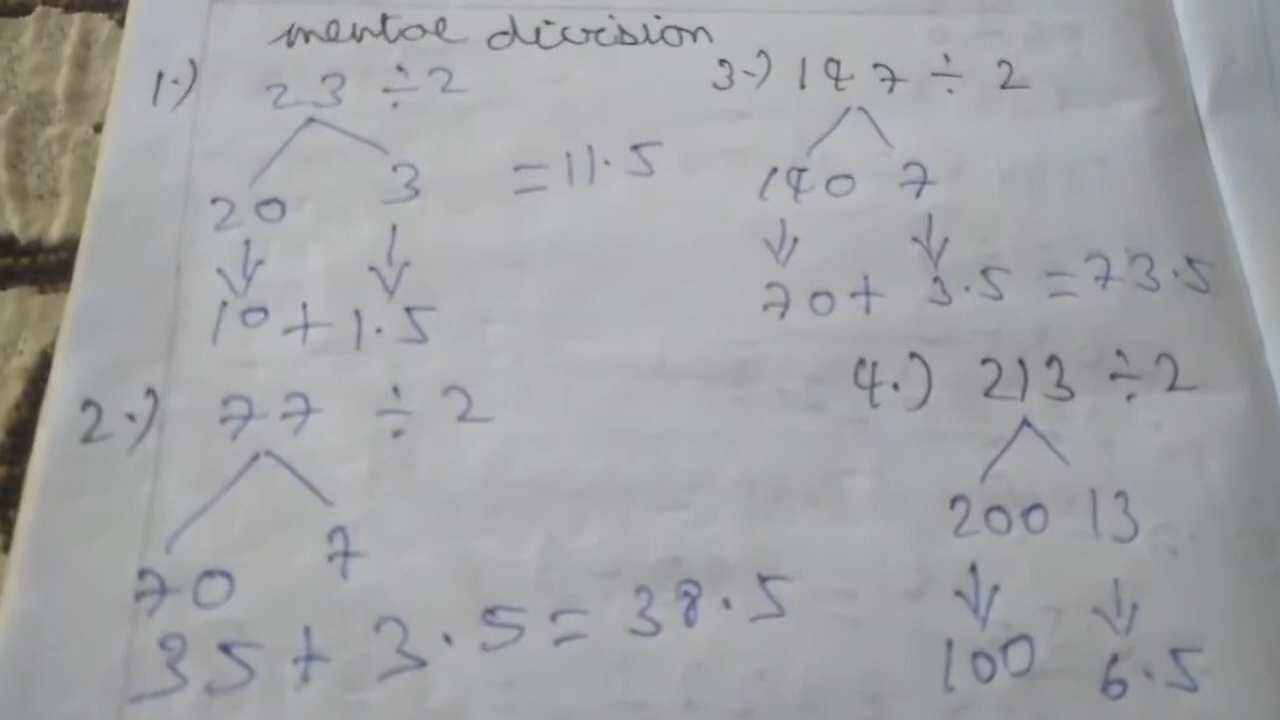 mental division
1.) 23 ÷ 2
20 3 = 11.5
10 + 1.5
2.) 77 ÷ 2
70 7
35 + 3.5 = 38.5
3.) 147 ÷ 2
140 7
70 + 3.5 = 73.5
4.) 213 ÷ 2
200 13
100 6.5